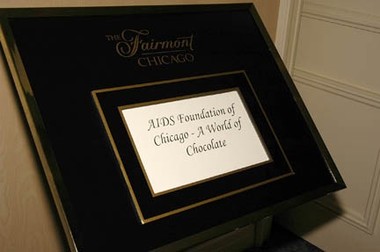 THE Fairmont
CHICAGO
AIDS Foundation of
Chicago - A World of
Chocolate